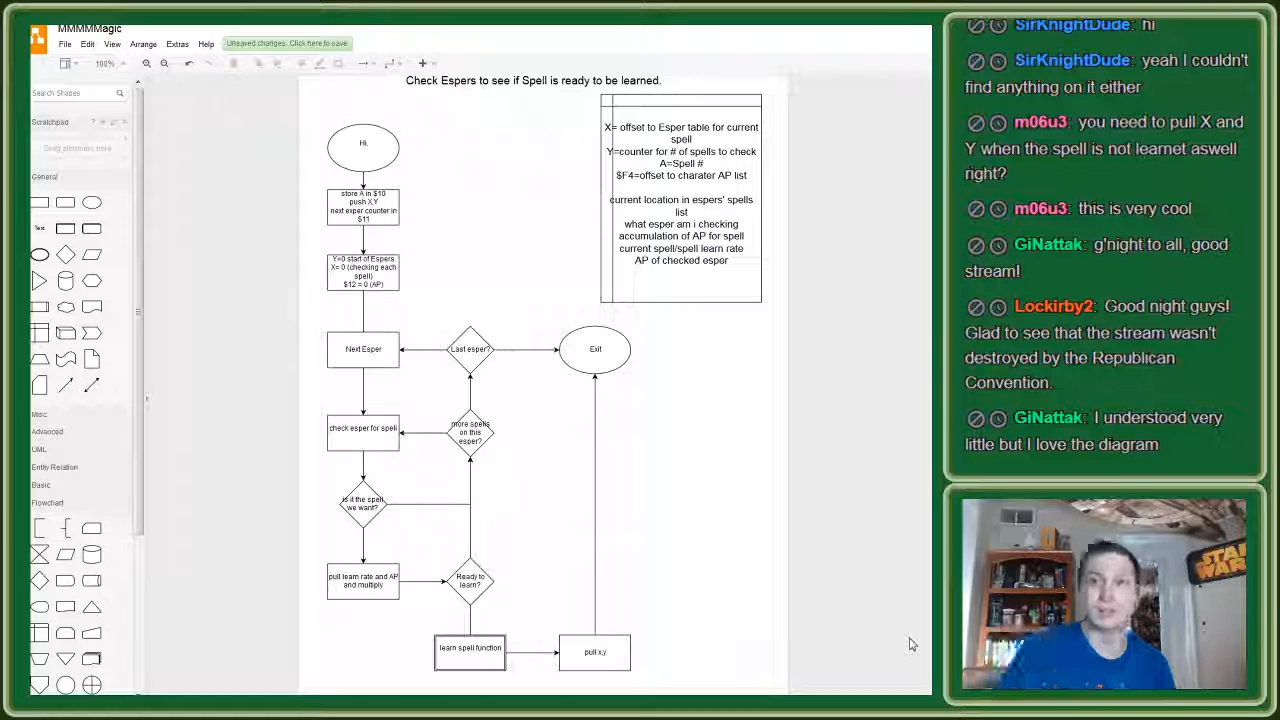 MMMMMagic
File Edit View Arrange Extras Help
Unsaved changes. Click here to save
100%
Search Shapes
Scratchpad
?
Drag elements here
General
Text
Misc
Advanced
UML
Entity Relation
Basic
Flowchart
Check Espers to see if Spell is ready to be learned.
Hi.
store A in $10
push X,Y
next exper counter in
$11
Y=0 start of Espers
X= 0 (checking each
spell)
$12 = 0 (AP)
Next Esper
Last esper?
Exit
check esper for spell
more spells
on this
esper?
is it the spell
we want?
pull learn rate and AP
and multiply
Ready to
learn?
learn spell function
pull x,y
X= offset to Esper table for current
spell
Y=counter for # of spells to check
A=Spell #
$F4=offset to charater AP list
current location in espers' spells
list
what esper am i checking
accumulation of AP for spell
current spell/spell learn rate
AP of checked esper
SirKnightDude: hi
SirKnightDude: yeah I couldn't
find anything on it either
m06u3: you need to pull X and
Y when the spell is not learnet aswell
right?
m06u3: this is very cool
GiNattak: g'night to all, good
stream!
Lockirby2: Good night guys!
Glad to see that the stream wasn't
destroyed by the Republican
Convention.
GiNattak: I understood very
little but I love the diagram
STAR
WARS